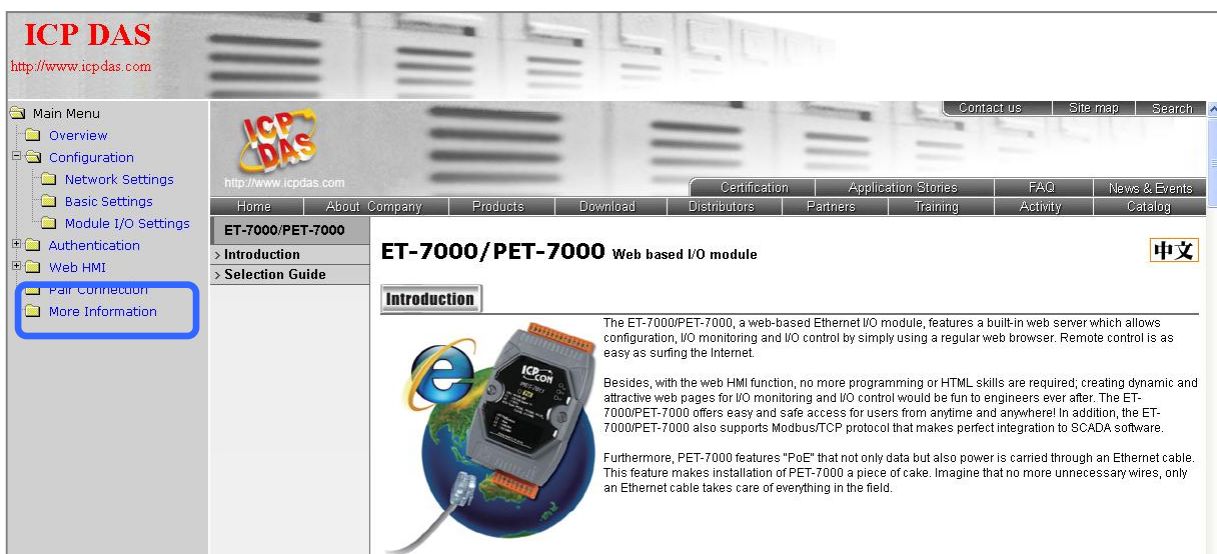 ICP DAS
http://www.icpdas.com
Main Menu
Overview
Configuration
Network Settings
Basic Settings
Module I/O Settings
Authentication
Web HMI
Pair Connection
More Information
Contact us
Site map
Search
ICP
DAS
http://www.icpdas.com
Certification
Application Stories
FAQ
News & Events
Home
About Company
Products
Download
Distributors
Partners
Training
Activity
Catalog
ET-7000/PET-7000
> Introduction
> Selection Guide
ET-7000/PET-7000 Web based I/O module
中文
Introduction
The ET-7000/PET-7000, a web-based Ethernet I/O module, features a built-in web server which allows
configuration, I/O monitoring and I/O control by simply using a regular web browser. Remote control is as
easy as surfing the Internet.
Besides, with the web HMI function, no more programming or HTML skills are required; creating dynamic and
attractive web pages for I/O monitoring and I/O control would be fun to engineers ever after. The ET-
7000/PET-7000 offers easy and safe access for users from anytime and anywhere! In addition, the ET-
7000/PET-7000 also supports Modbus/TCP protocol that makes perfect integration to SCADA software.
Furthermore, PET-7000 features "PoE" that not only data but also power is carried through an Ethernet cable.
This feature makes installation of PET-7000 a piece of cake. Imagine that no more unnecessary wires, only
an Ethernet cable takes care of everything in the field.
ICP
CON